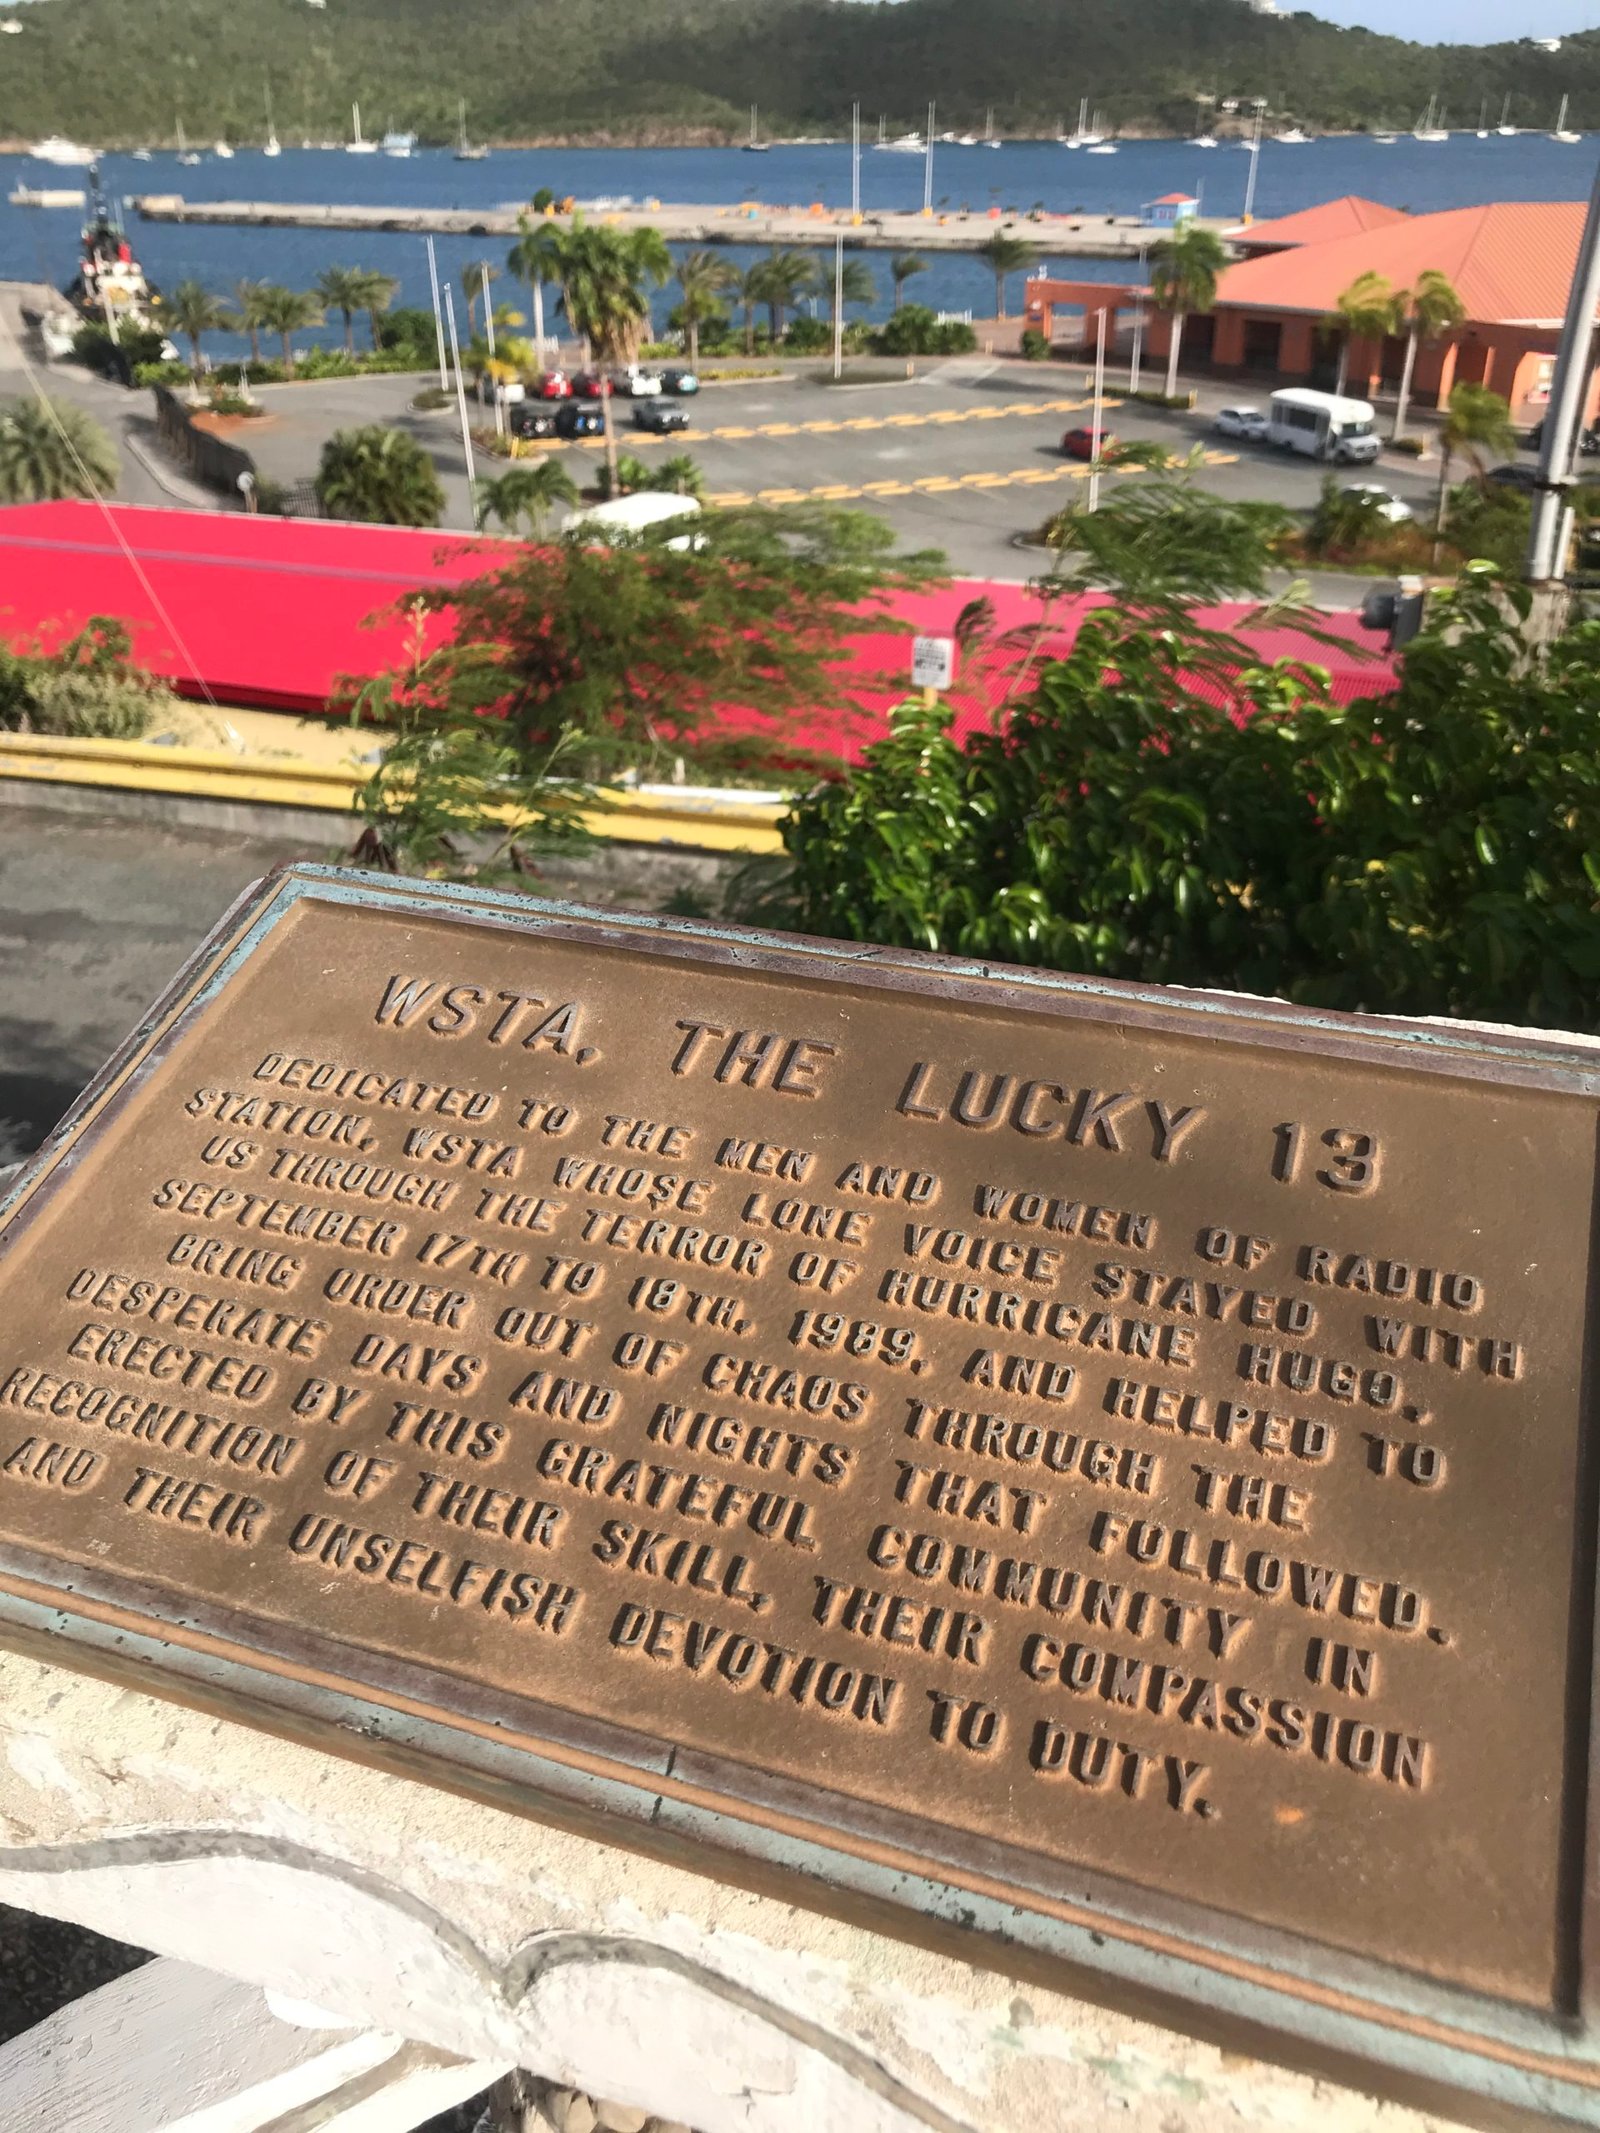 WSTA, THE LUCKY 13
DEDICATED TO THE MEN AND WOMEN OF RADIO
STATION, WSTA WHOSE LONE VOICE STAYED WITH
US THROUGH THE TERROR OF HURRICANE HUGO,
SEPTEMBER 17TH TO 18TH, 1989, AND HELPED TO
BRING ORDER OUT OF CHAOS THROUGH THE
DESPERATE DAYS AND NIGHTS THAT FOLLOWED.
ERECTED BY THIS GRATEFUL COMMUNITY IN
RECOGNITION OF THEIR SKILL, THEIR COMPASSION
AND THEIR UNSELFISH DEVOTION TO DUTY.